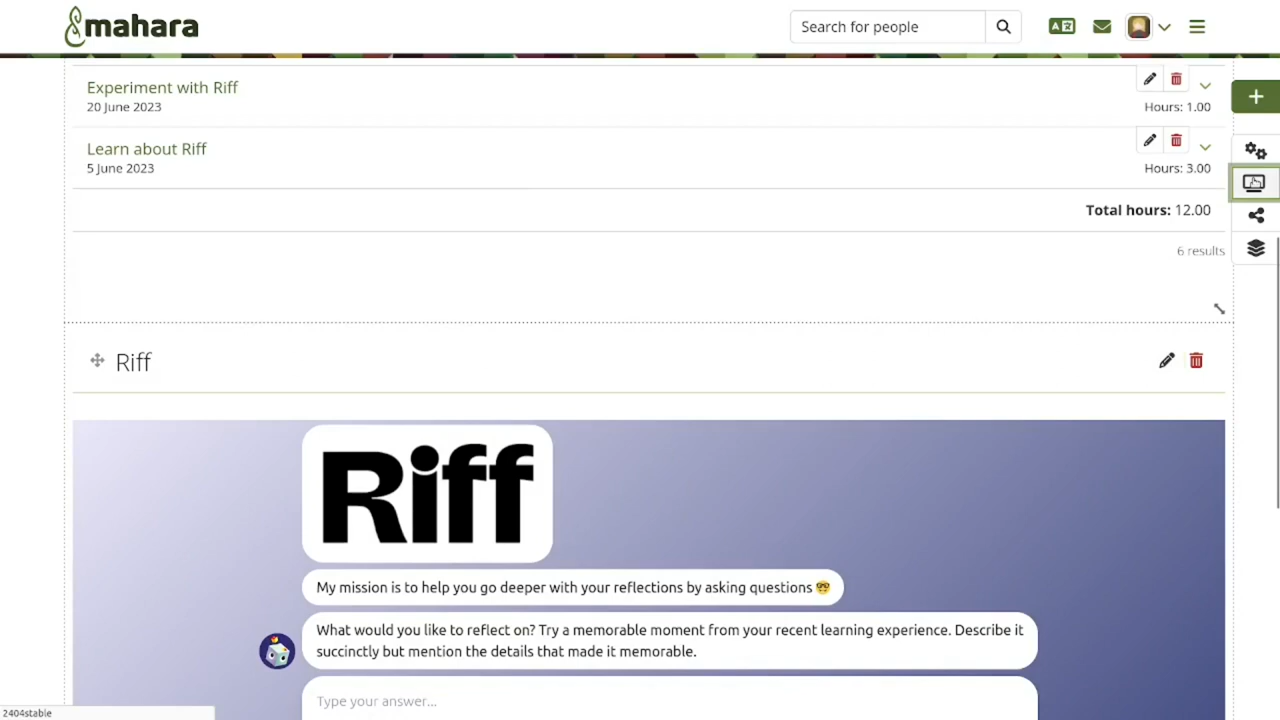 mahara
Search for people
Experiment with Riff
20 June 2023
Hours: 1.00
Learn about Riff
5 June 2023
Hours: 3.00
Total hours: 12.00
6 results
Riff
Riff
My mission is to help you go deeper with your reflections by asking questions 🤓
What would you like to reflect on? Try a memorable moment from your recent learning experience. Describe it
succinctly but mention the details that made it memorable.
Type your answer...
2404stable